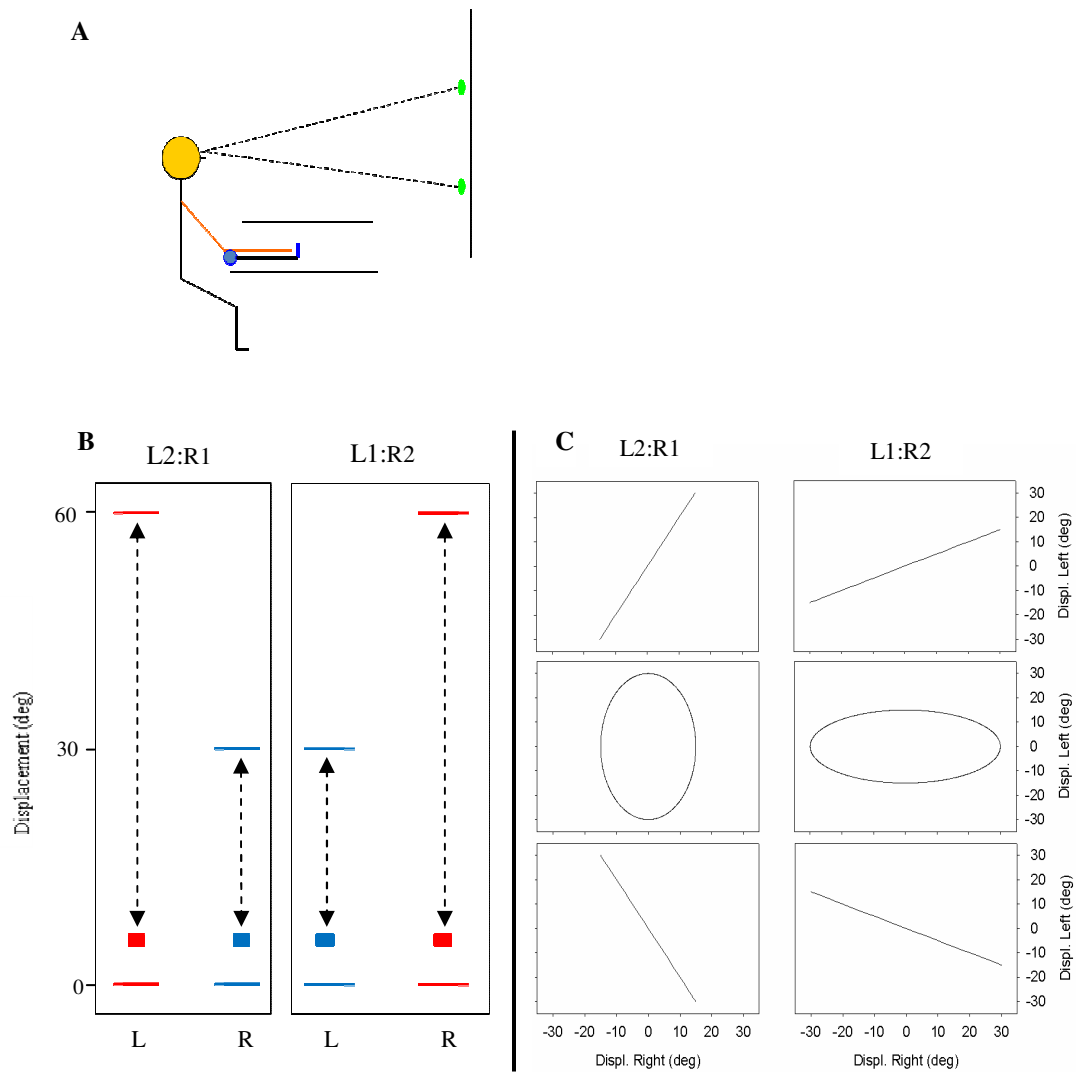 A
B
L2:R1
L1:R2
60
30
0
Displacement (deg)
L
R
L
R
C
L2:R1
L1:R2
30
20
10
0
-10
-20
-30
Displ. Left (deg)
30
20
10
0
-10
-20
-30
Displ. Left (deg)
30
20
10
0
-10
-20
-30
Displ. Left (deg)
-30 -20 -10 0 10 20 30
-30 -20 -10 0 10 20 30
Displ. Right (deg)
Displ. Right (deg)